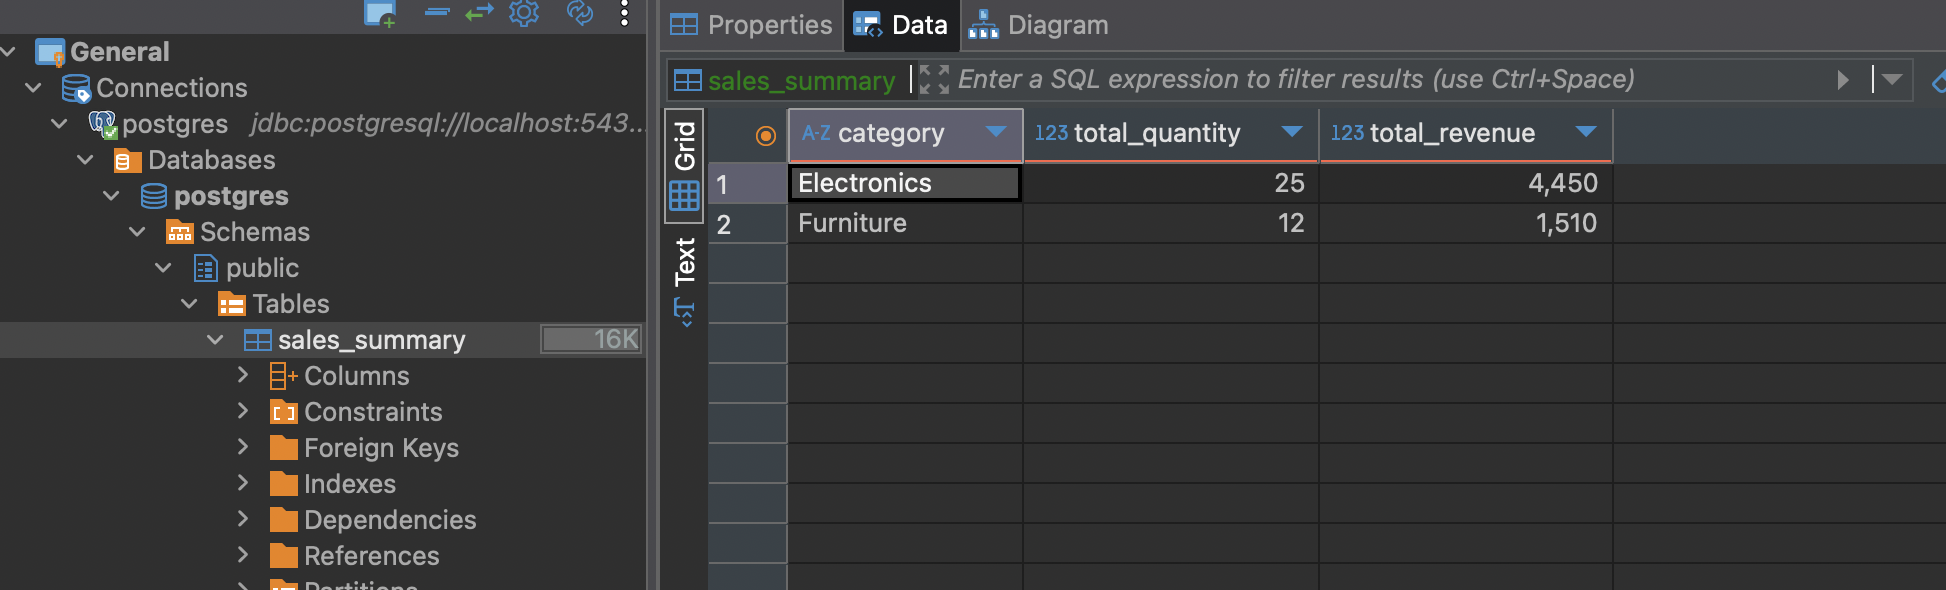 General
Connections
postgres jdbc:postgresql://localhost:543...
Databases
postgres
Schemas
public
Tables
sales_summary 16K
Columns
Constraints
Foreign Keys
Indexes
Dependencies
References
Partitions
Properties Data Diagram
sales_summary Enter a SQL expression to filter results (use Ctrl+Space)
Grid
Text
A-Z category 123 total_quantity 123 total_revenue
1 Electronics 25 4,450
2 Furniture 12 1,510